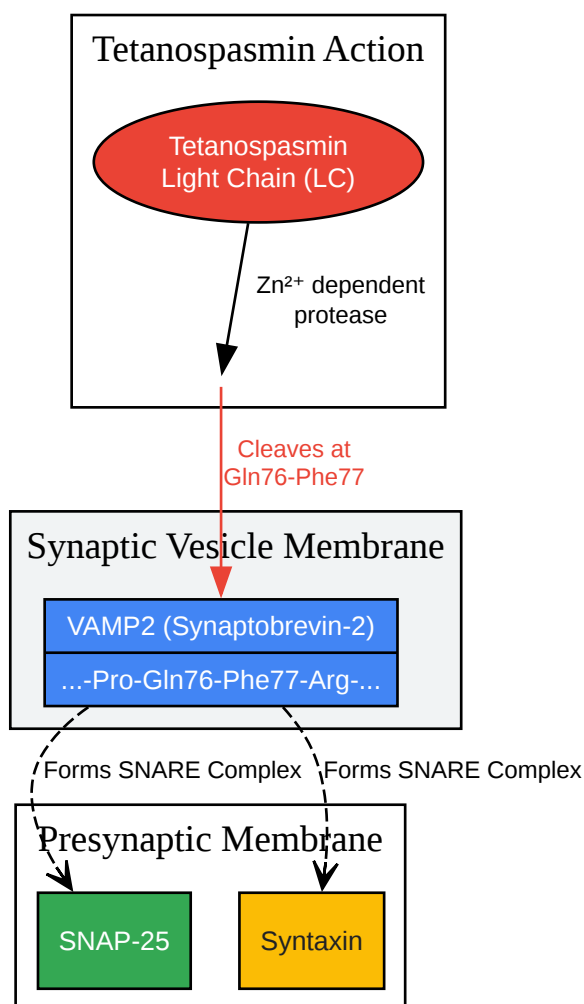 Tetanospasmin Action
Tetanospasmin
Light Chain (LC)
Zn²⁺ dependent
protease
Cleaves at
Gln76-Phe77
Synaptic Vesicle Membrane
VAMP2 (Synaptobrevin-2)
...-Pro-Gln76-Phe77-Arg-...
Forms SNARE Complex
Forms SNARE Complex
Presynaptic Membrane
SNAP-25
Syntaxin